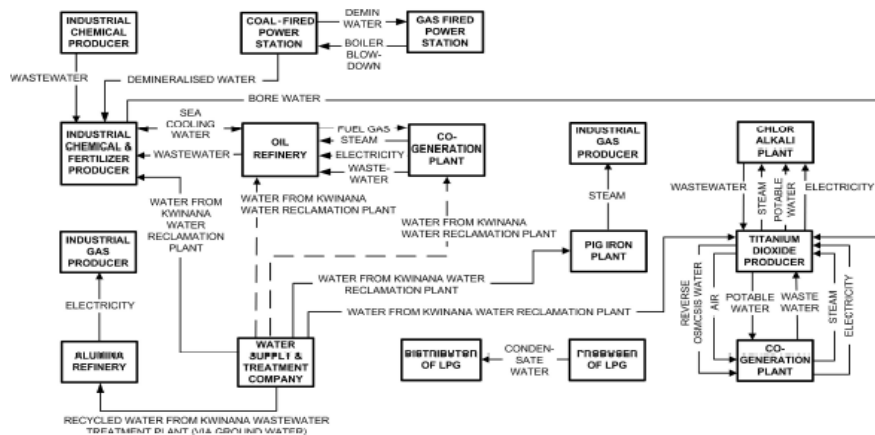 INDUSTRIAL
CHEMICAL
PRODUCER
COAL-FIRED
POWER
STATION
DEMIN
WATER
GAS FIRED
POWER
STATION
BOILER
BLOW-
DOWN
WASTEWATER
DEMINERALISED WATER
BORE WATER
INDUSTRIAL
CHEMICAL &
FERTILIZER
PRODUCER
SEA
COOLING
WATER
WASTEWATER
OIL
REFINERY
FUEL GAS
STEAM
ELECTRICITY
WASTE-
WATER
CO-
GENERATION
PLANT
INDUSTRIAL
GAS
PRODUCER
CHLOR
ALKALI
PLANT
WASTEWATER
STEAM
POTABLE
WATER
ELECTRICITY
WATER FROM
KWINANA
WATER
RECLAMATION
PLANT
WATER FROM KWINANA
WATER RECLAMATION PLANT
WATER FROM KWINANA
WATER RECLAMATION PLANT
STEAM
INDUSTRIAL
GAS
PRODUCER
PIG IRON
PLANT
TITANIUM
DIOXIDE
PRODUCER
WATER FROM KWINANA WATER
RECLAMATION PLANT
WATER FROM KWINANA WATER RECLAMATION PLANT
ELECTRICITY
REVERSE
OSMOSIS WATER
AIR
POTABLE
WATER
WASTE
WATER
STEAM
ELECTRICITY
ALUMINA
REFINERY
WATER
SUPPLY &
TREATMENT
COMPANY
OF LPG
CONDEN-
SATE
WATER
OF LPG
CO-
GENERATION
PLANT
RECYCLED WATER FROM KWINANA WASTEWATER
TREATMENT PLANT (VIA GROUND WATER)